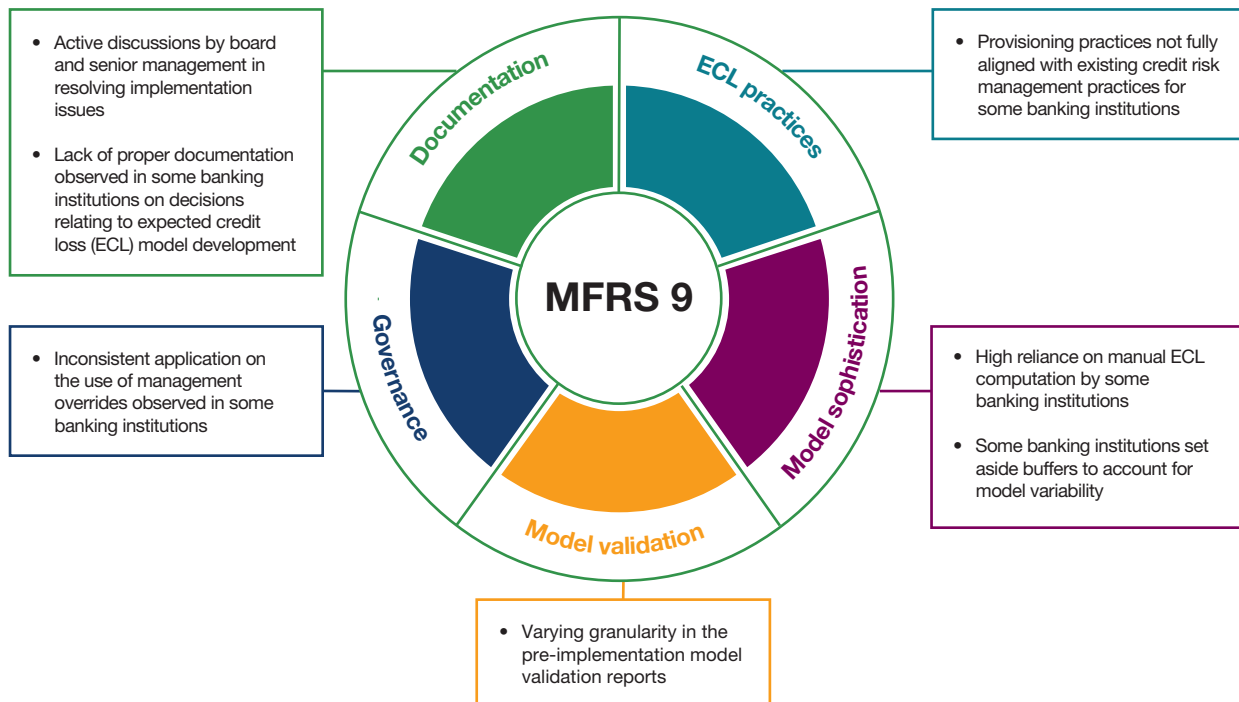 • Active discussions by board
and senior management in
resolving implementation
issues
• Lack of proper documentation
observed in some banking
institutions on decisions
relating to expected credit
loss (ECL) model development
Documentation
ECL practices
• Provisioning practices not fully
aligned with existing credit risk
management practices for
some banking institutions
MFRS 9
• Inconsistent application on
the use of management
overrides observed in some
banking institutions
Governance
Model sophistication
• High reliance on manual ECL
computation by some
banking institutions
• Some banking institutions set
aside buffers to account for
model variability
Model validation
• Varying granularity in the
pre-implementation model
validation reports